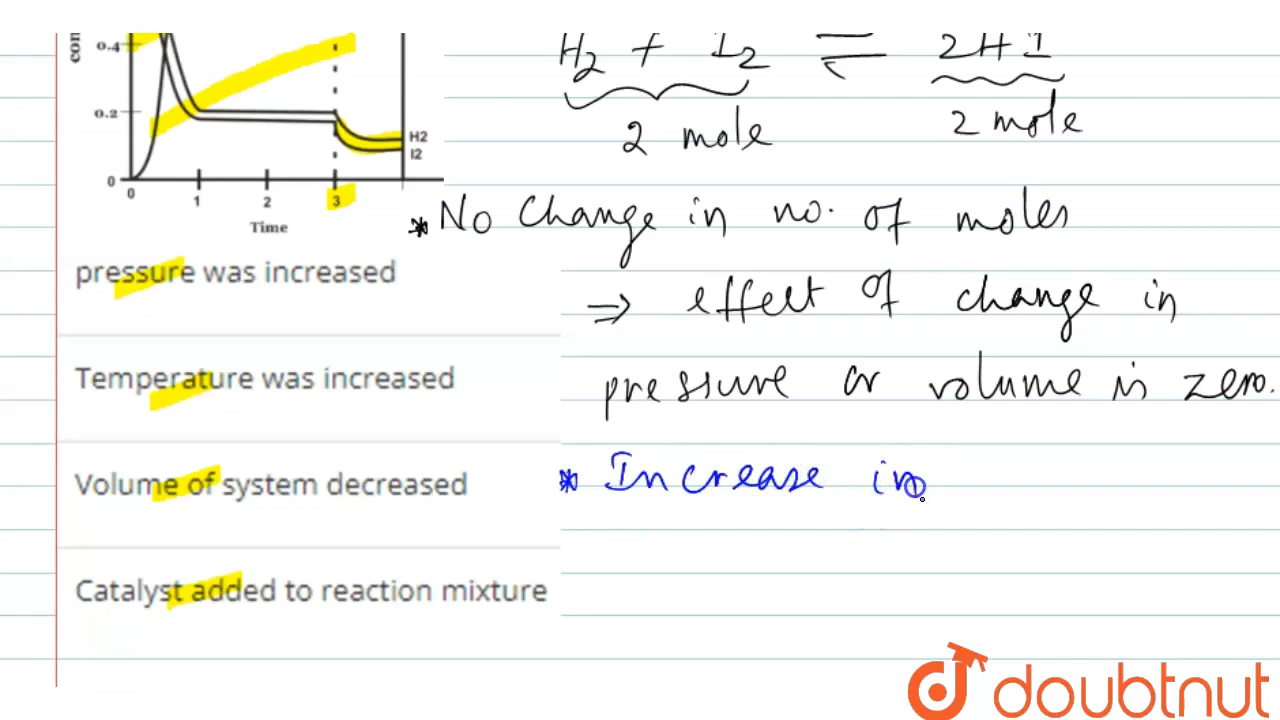 con
0.4
0.2
0
0 1 2 3
Time
H2
I2
H2 + I2 ⇌ 2HI
2 mole 2 mole
* No change in no. of moles
⇒ effect of change in
pressure or volume is zero.
* Increase in
pressure was increased
Temperature was increased
Volume of system decreased
Catalyst added to reaction mixture
doubtnut